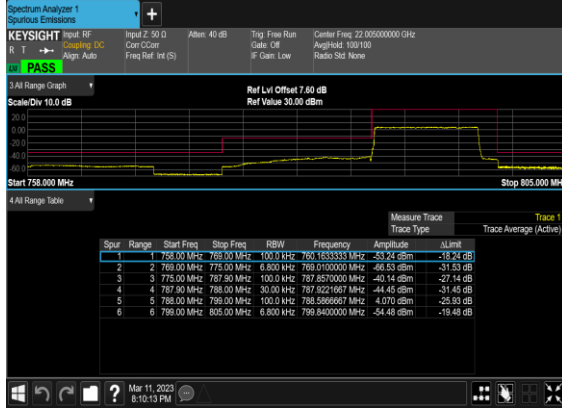 Spectrum Analyzer 1
Spurious Emissions
+
KEYSIGHT
R T
LXI
PASS
Input: RF
Coupling: DC
Align: Auto
Input Z: 50 Ω
Corr CCorr
Freq Ref: Int (S)
Atten: 40 dB
Trig: Free Run
Gate: Off
IF Gain: Low
Center Freq: 22.005000000 GHz
Avg|Hold: 100/100
Radio Std: None
3 All Range Graph
Scale/Div 10.0 dB
Ref Lvl Offset 7.60 dB
Ref Value 30.00 dBm
20.0
0.00
-20.0
-40.0
-60.0
Start 758.000 MHz
Stop 805.000 MH
4 All Range Table
Measure Trace Trace 1
Trace Type Trace Average (Active)
Spur Range Start Freq Stop Freq RBW Frequency Amplitude ΔLimit
1 1 758.00 MHz 769.00 MHz 100.0 kHz 760.1633333 MHz -53.24 dBm -18.24 dB
2 2 769.00 MHz 775.00 MHz 6.800 kHz 769.0100000 MHz -66.53 dBm -31.53 dB
3 3 775.00 MHz 787.90 MHz 100.0 kHz 787.8570000 MHz -40.14 dBm -27.14 dB
4 4 787.90 MHz 788.00 MHz 30.00 kHz 787.9221667 MHz -44.45 dBm -31.45 dB
5 5 788.00 MHz 799.00 MHz 100.0 kHz 788.5866667 MHz 4.070 dBm -25.93 dB
6 6 799.00 MHz 805.00 MHz 6.800 kHz 799.8400000 MHz -54.48 dBm -19.48 dB
?
Mar 11, 2023
8:10:13 PM